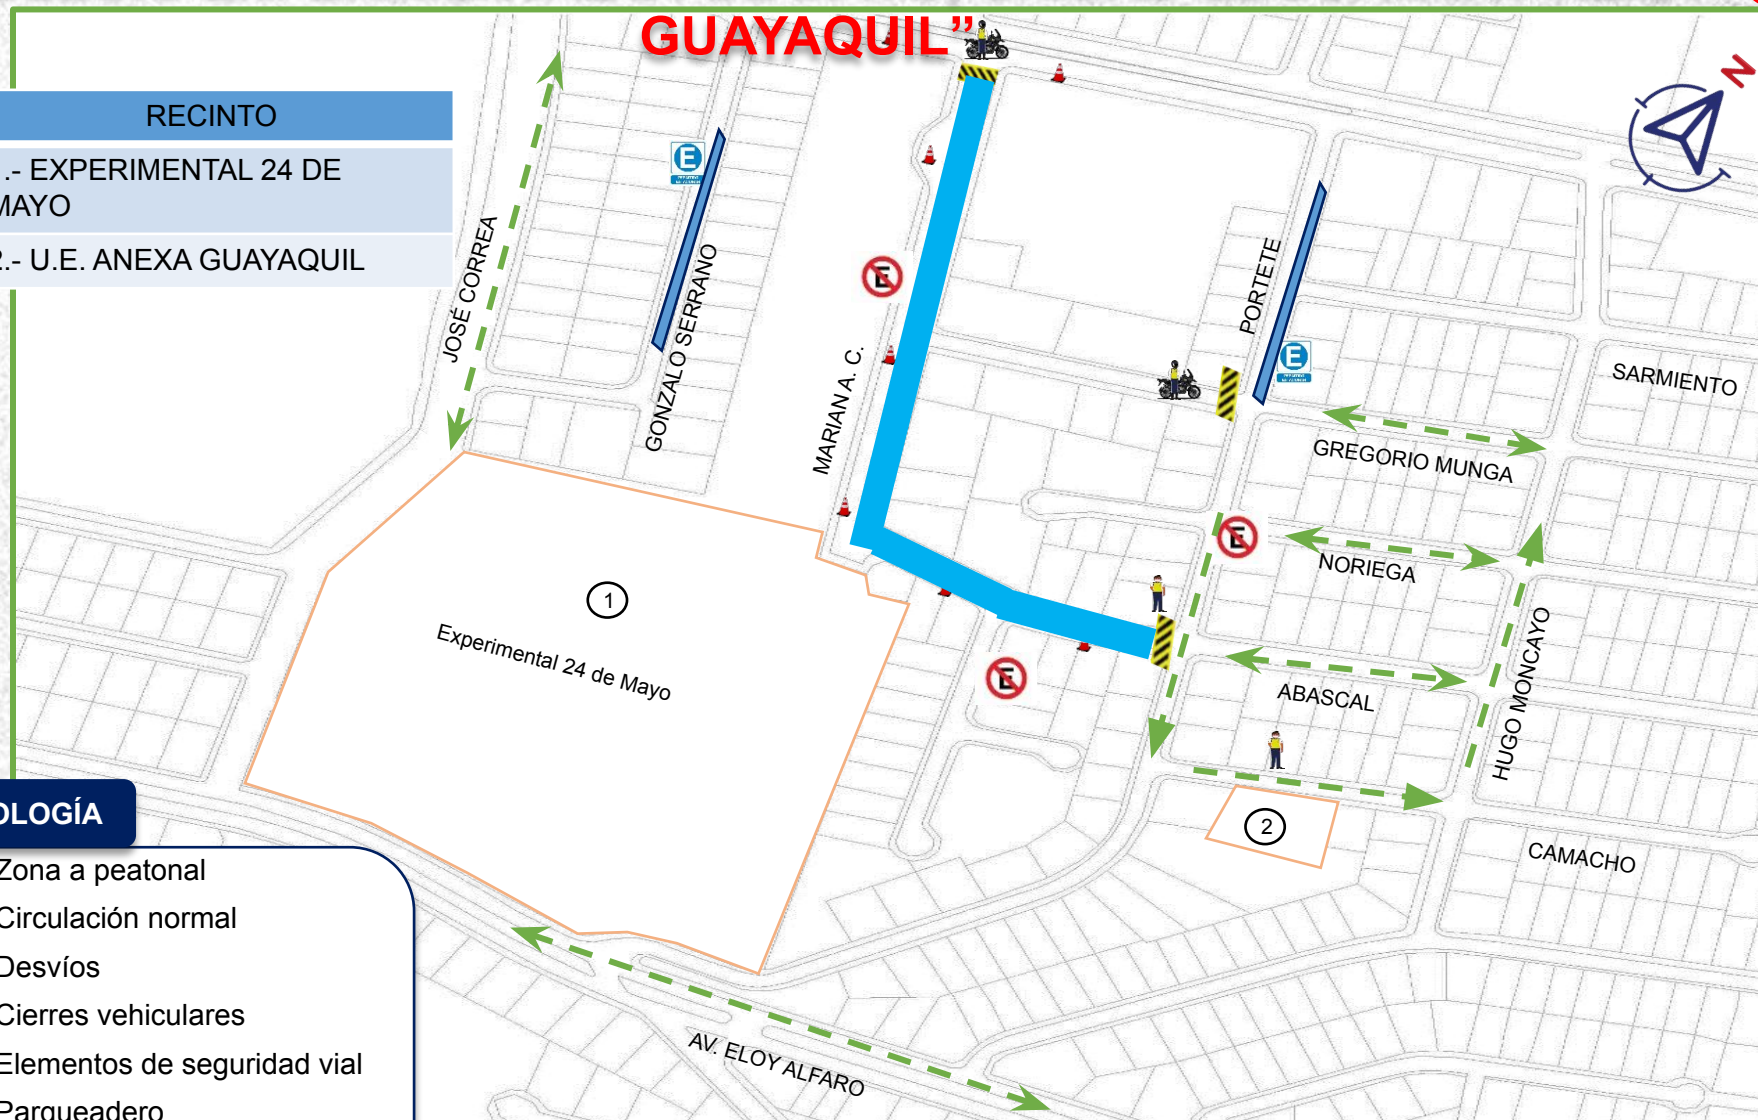 GUAYAQUIL”
N
RECINTO
.- EXPERIMENTAL 24 DE
MAYO
2.- U.E. ANEXA GUAYAQUIL
E
E
E
E
E
JOSÉ CORREA
GONZALO SERRANO
MARIAN A. C.
PORTETE
SARMIENTO
GREGORIO MUNGA
NORIEGA
ABASCAL
HUGO MONCAYO
CAMACHO
AV. ELOY ALFARO
1
Experimental 24 de Mayo
2
OLOGÍA
Zona a peatonal
Circulación normal
Desvíos
Cierres vehiculares
Elementos de seguridad vial
Parqueadero